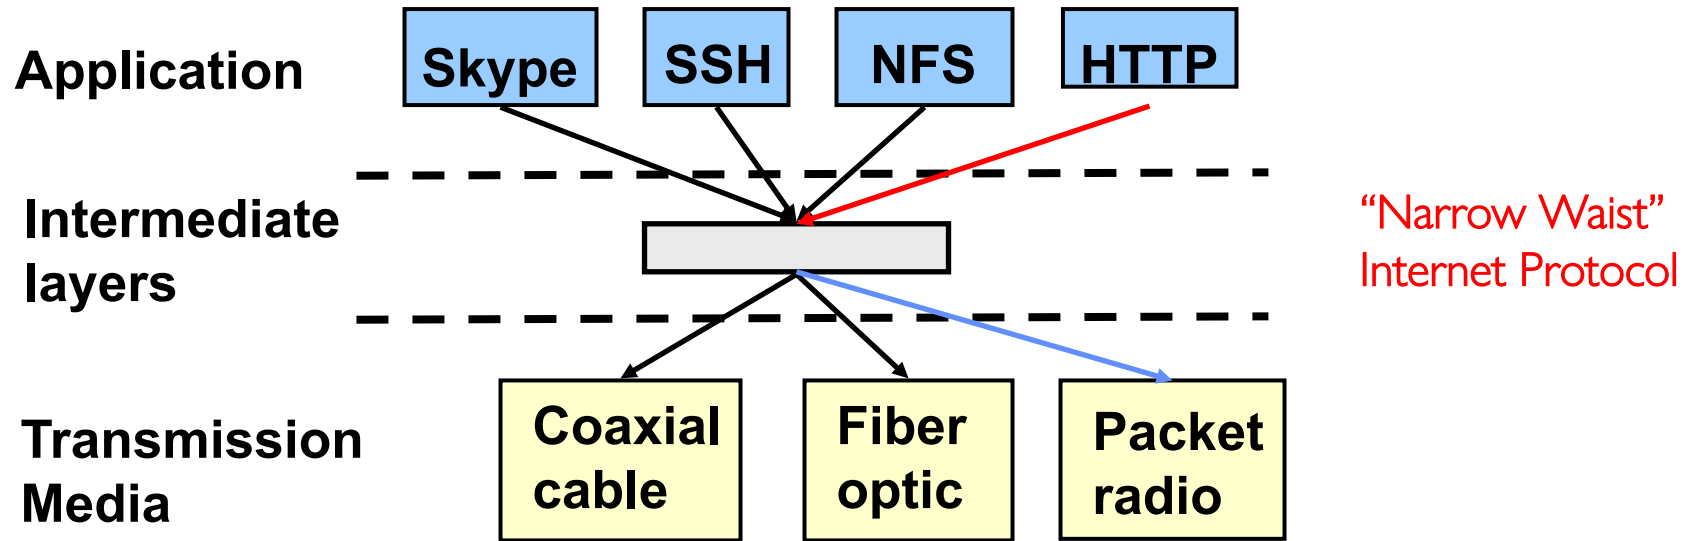 Application
Skype
SSH
NFS
HTTP
Intermediate
layers
“Narrow Waist”
Internet Protocol
Transmission
Media
Coaxial
cable
Fiber
optic
Packet
radio